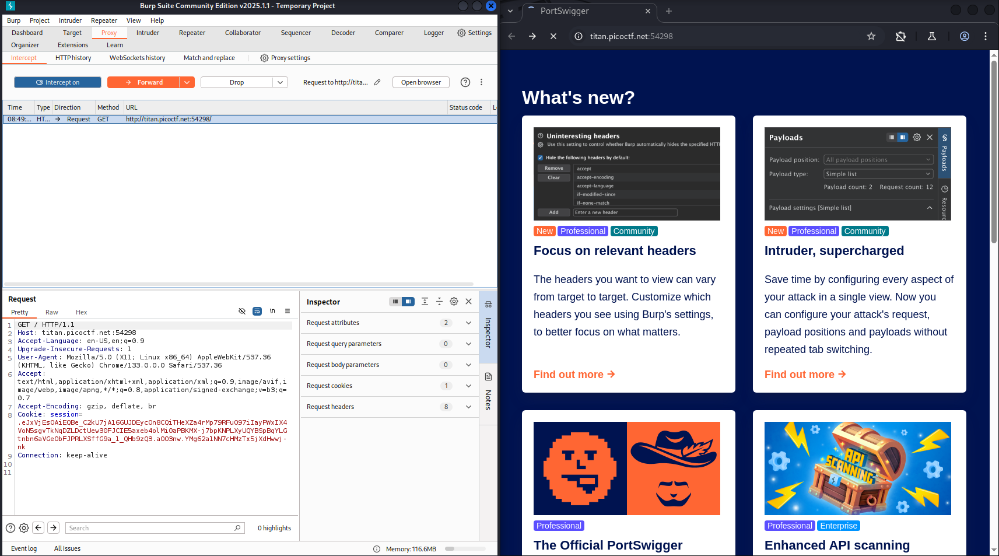 Burp Suite Community Edition v2025.1.1 - Temporary Project
Burp Project Intruder Repeater View Help
Dashboard Target Proxy Intruder Repeater Collaborator Sequencer Decoder Comparer Logger Settings
Organizer Extensions Learn
Intercept HTTP history WebSockets history Match and replace Proxy settings
Intercept on Forward Drop Request to http://tita... Open browser
Time Type Direction Method URL Status code
08:49:... HT... Request GET http://titan.picoctf.net:54298/
Request
Pretty Raw Hex
\n
1 GET / HTTP/1.1
2 Host: titan.picoctf.net:54298
3 Accept-Language: en-US,en;q=0.9
4 Upgrade-Insecure-Requests: 1
5 User-Agent: Mozilla/5.0 (X11; Linux x86_64) AppleWebKit/537.36
(KHTML, like Gecko) Chrome/133.0.0.0 Safari/537.36
6 Accept:
text/html,application/xhtml+xml,application/xml;q=0.9,image/avif,i
mage/webp,image/apng,*/*;q=0.8,application/signed-exchange;v=b3;q=
0.7
7 Accept-Encoding: gzip, deflate, br
8 Cookie: session=
9 Connection: keep-alive
10
11
Search
0 highlights
Event log All issues
Memory: 116.6MB
Inspector
Request attributes 2
Request query parameters 0
Request body parameters 0
Request cookies 1
Request headers 8
Inspector
Notes
PortSwigger
titan.picoctf.net:54298
What's new?
Uninteresting headers
Use this setting to control whether Burp automatically hides the specified HTT
Hide the following headers by default:
Remove
Clear
accept
accept-encoding
accept-language
if-modified-since
if-none-match
Add
Enter a new header
New Professional Community
Focus on relevant headers
The headers you want to view can vary
from target to target. Customize which
headers you see using Burp's settings,
to better focus on what matters.
Find out more
Payloads
Payload position: All payload positions
Payload type: Simple list
Payload count: 2 Request count: 12
Payload settings [Simple list]
Payloads
Resourc
New Professional Community
Intruder, supercharged
Save time by configuring every aspect of
your attack in a single view. Now you
can configure your attack's request,
payload positions and payloads without
repeated tab switching.
Find out more
Professional
The Official PortSwigger
API
SCANNING
Professional Enterprise
Enhanced API scanning